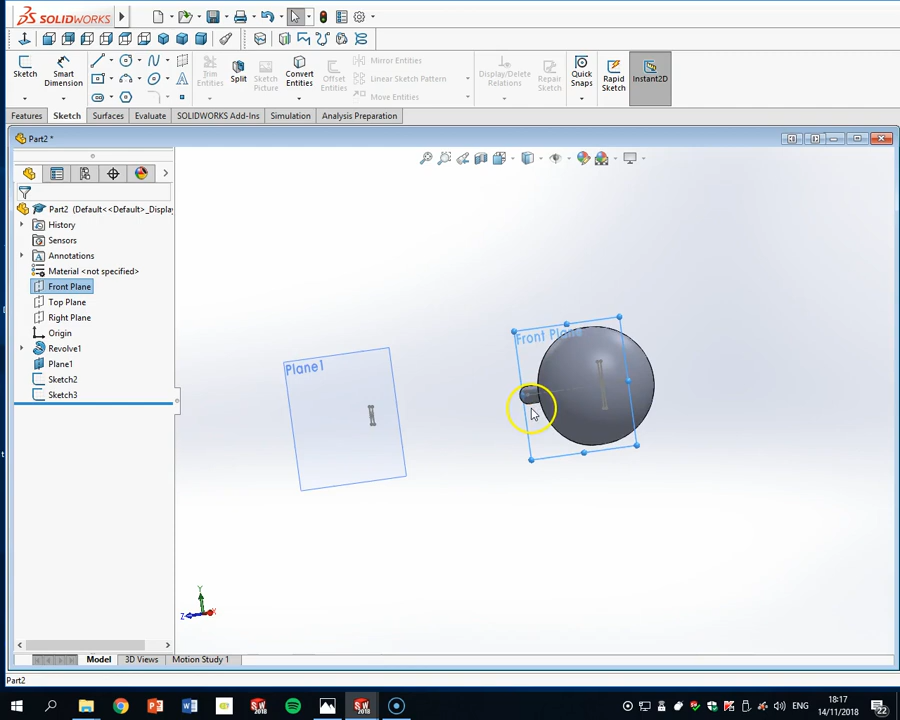 SOLIDWORKS
Sketch
Smart
Dimension
Trim
Entities
Split
Sketch
Picture
Convert
Entities
Offset
Entities
Mirror Entities
Linear Sketch Pattern
Move Entities
Display/Delete
Relations
Repair
Sketch
Quick
Snaps
Rapid
Sketch
Instant2D
Features
Sketch
Surfaces
Evaluate
SOLIDWORKS Add-Ins
Simulation
Analysis Preparation
Part2 *
Part2 (Default<<Default>_Displa
History
Sensors
Annotations
Material <not specified>
Front Plane
Top Plane
Right Plane
Origin
Revolve1
Plane1
Sketch2
Sketch3
Plane1
Front Plane
Y
Z
X
Model
3D Views
Motion Study 1
Part2
ENG
18:17
14/11/2018
22